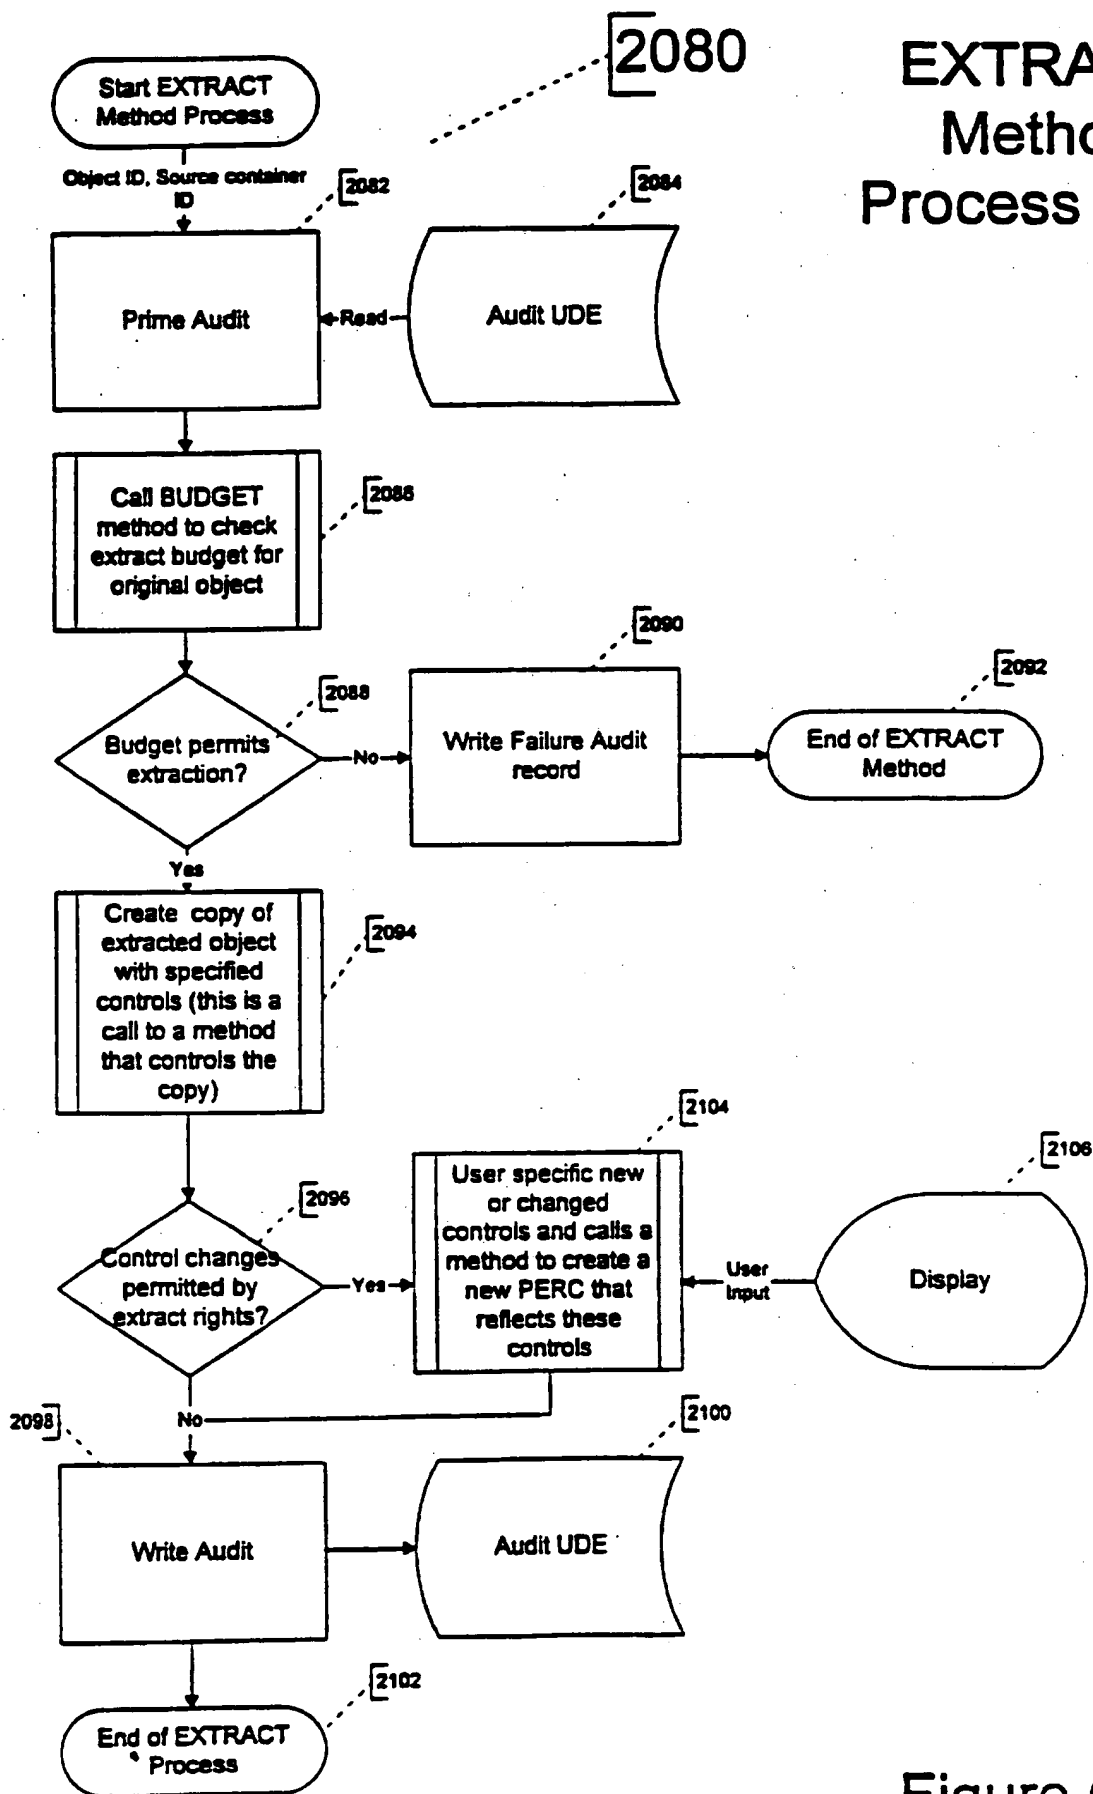 2080
EXTRA
Metho
Process
Start EXTRACT
Method Process
Object ID, Source container
ID
2082
2084
Prime Audit
Read
Audit UDE
Call BUDGET
method to check
extract budget for
original object
2086
2090
2092
2088
Budget permits
extraction?
No
Write Failure Audit
record
End of EXTRACT
Method
Yes
Create copy of
extracted object
with specified
controls (this is a
call to a method
that controls the
copy)
2094
2104
2106
2096
User specific new
or changed
controls and calls a
method to create a
new PERC that
reflects these
controls
Control changes
permitted by
extract rights?
Yes
User
Input
Display
2098
No
2100
Write Audit
Audit UDE
2102
End of EXTRACT
Process
Figure